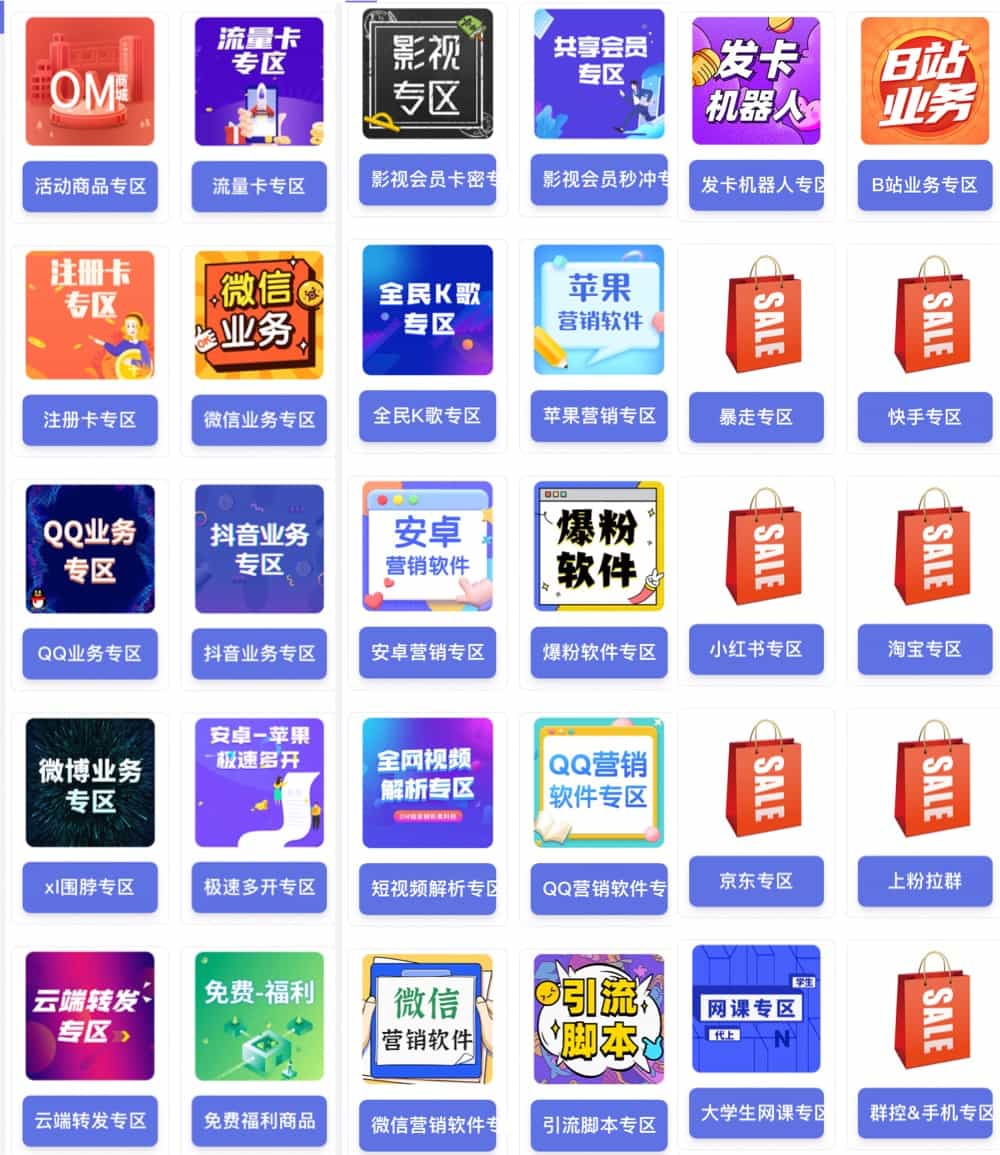 OM
商城
流量卡
专区
影视
专区
共享会员
专区
发卡
机器人
B站
业务
活动商品专区
流量卡专区
影视会员卡密专
影视会员秒冲专
发卡机器人专区
B站业务专区
注册卡
专区
微信
业务
OK
全民K歌
专区
苹果
营销软件
SALE
SALE
注册卡专区
微信业务专区
全民K歌专区
苹果营销专区
暴走专区
快手专区
QQ业务
专区
抖音业务
专区
安卓
营销软件
爆粉
软件
SALE
SALE
QQ业务专区
抖音业务专区
安卓营销专区
爆粉软件专区
小红书专区
淘宝专区
微博业务
专区
安卓-苹果
极速多开
全网视频
解析专区
QQ营销
软件专区
SALE
SALE
xl围脖专区
极速多开专区
短视频解析专区
QQ营销软件专
京东专区
上粉拉群
云端转发
专区
免费-福利
微信
营销软件
引流
脚本
学生
网课专区
代上
N
SALE
云端转发专区
免费福利商品
微信营销软件专
引流脚本专区
大学生网课专区
群控&手机专区